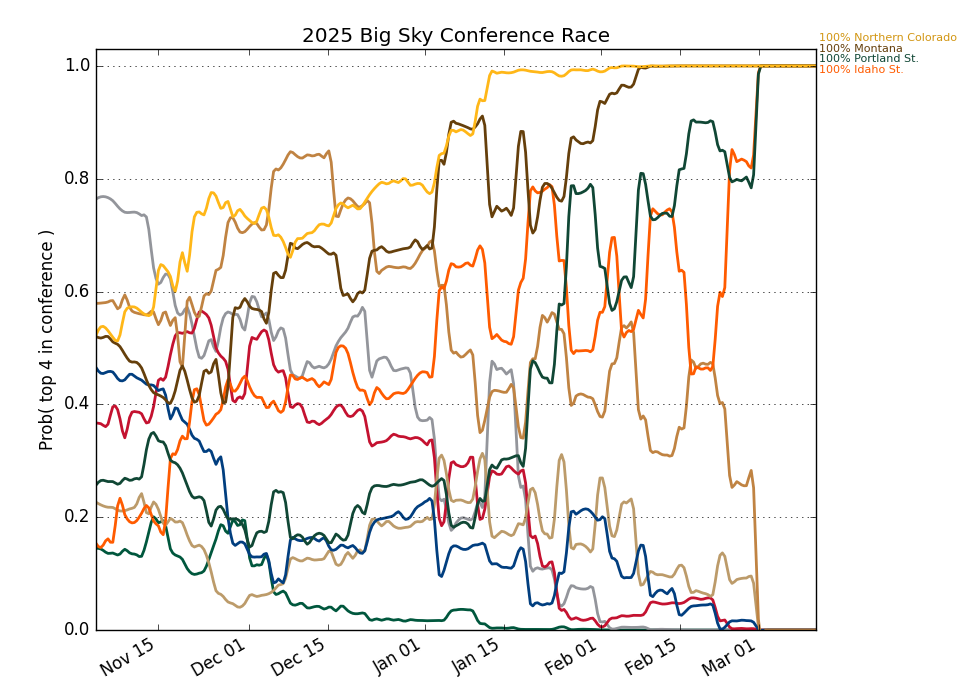 2025 Big Sky Conference Race
100% Northern Colorado
100% Montana
100% Portland St.
100% Idaho St.
Prob( top 4 in conference )
1.0
0.8
0.6
0.4
0.2
0.0
Nov 15
Dec 01
Dec 15
Jan 01
Jan 15
Feb 01
Feb 15
Mar 01